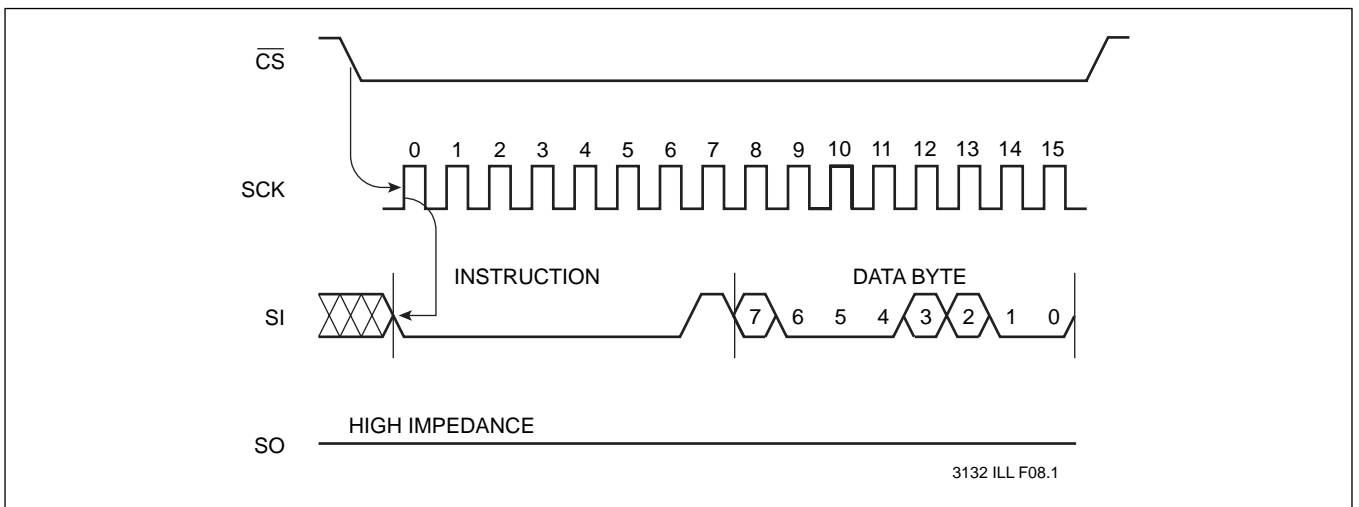 CS
0 1 2 3 4 5 6 7 8 9 10 11 12 13 14 15
SCK
INSTRUCTION DATA BYTE
SI 7 6 5 4 3 2 1 0
HIGH IMPEDANCE
SO
3132 ILL F08.1